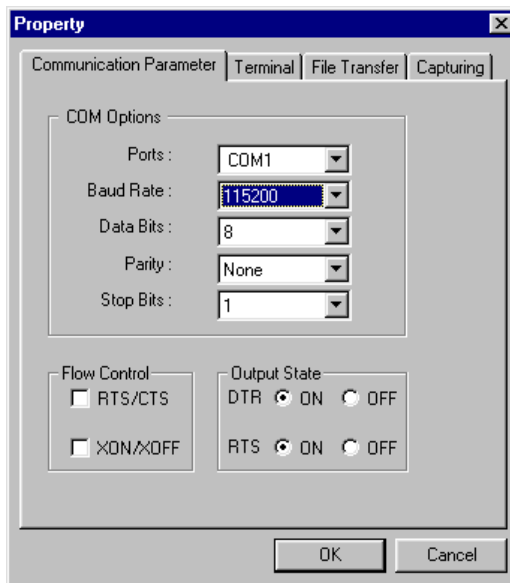 Property
Communication Parameter Terminal File Transfer Capturing
COM Options
Ports : COM1
Baud Rate : 115200
Data Bits : 8
Parity : None
Stop Bits : 1
Flow Control
RTS/CTS
XON/XOFF
Output State
DTR ON OFF
RTS ON OFF
OK Cancel